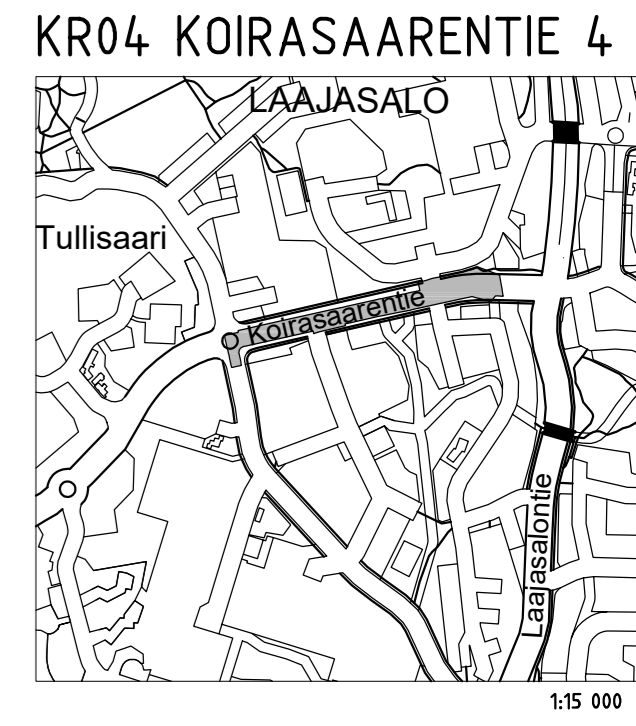 KR04 KOIRASAARENTIE 4
LAAJASALO
Tullisaari
Koirasaarentie
Laajasalontie
1:15 000